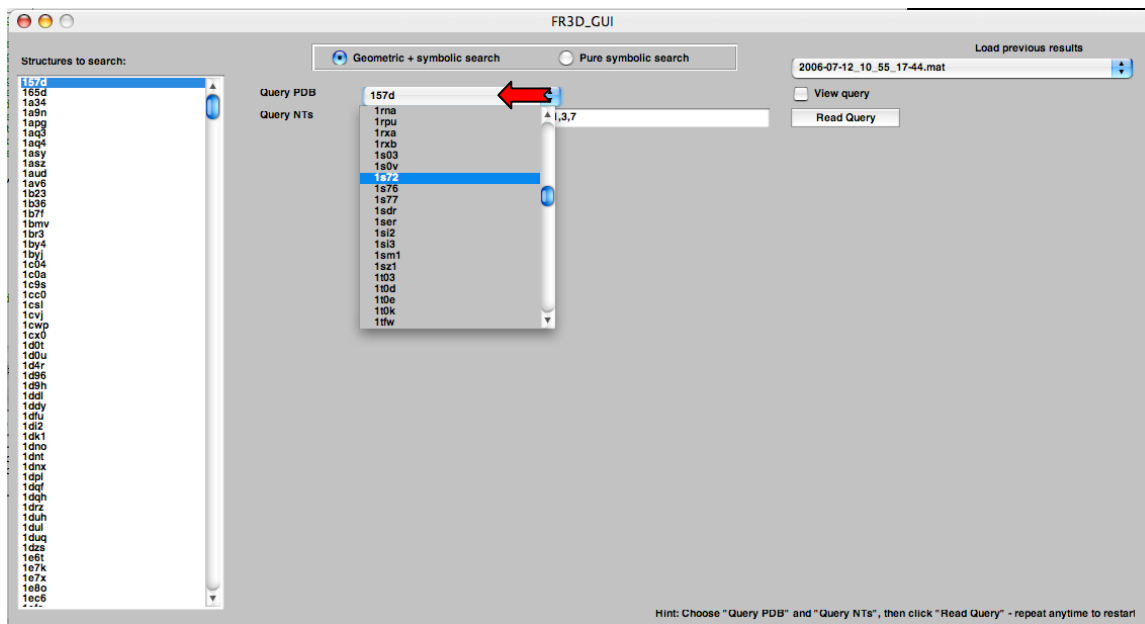 FR3D_GUI
Structures to search:
157d
165d
1a34
1a9n
1apg
1aq3
1aq4
1asy
1asz
1aud
1av6
1b23
1b36
1b7f
1bmv
1br3
1by4
1byj
1c04
1c0a
1c9s
1cc0
1csl
1cvj
1cwp
1cx0
1d0t
1d0u
1d4r
1d96
1d9h
1ddl
1ddy
1dfu
1di2
1dk1
1dno
1dnt
1dnx
1dpl
1dqf
1dqh
1drz
1duh
1dul
1duq
1dzs
1e6t
1e7k
1e7x
1e8o
1ec6
Geometric + symbolic search
Pure symbolic search
Query PDB
157d
Query NTs
,3,7
1rna
1rpu
1rxa
1rxb
1s03
1s0v
1s72
1s76
1s77
1sdr
1ser
1si2
1si3
1sm1
1sz1
1t03
1t0d
1t0e
1t0k
1tfw
Load previous results
2006-07-12_10_55_17-44.mat
View query
Read Query
Hint: Choose "Query PDB" and "Query NTs", then click "Read Query" - repeat anytime to restart